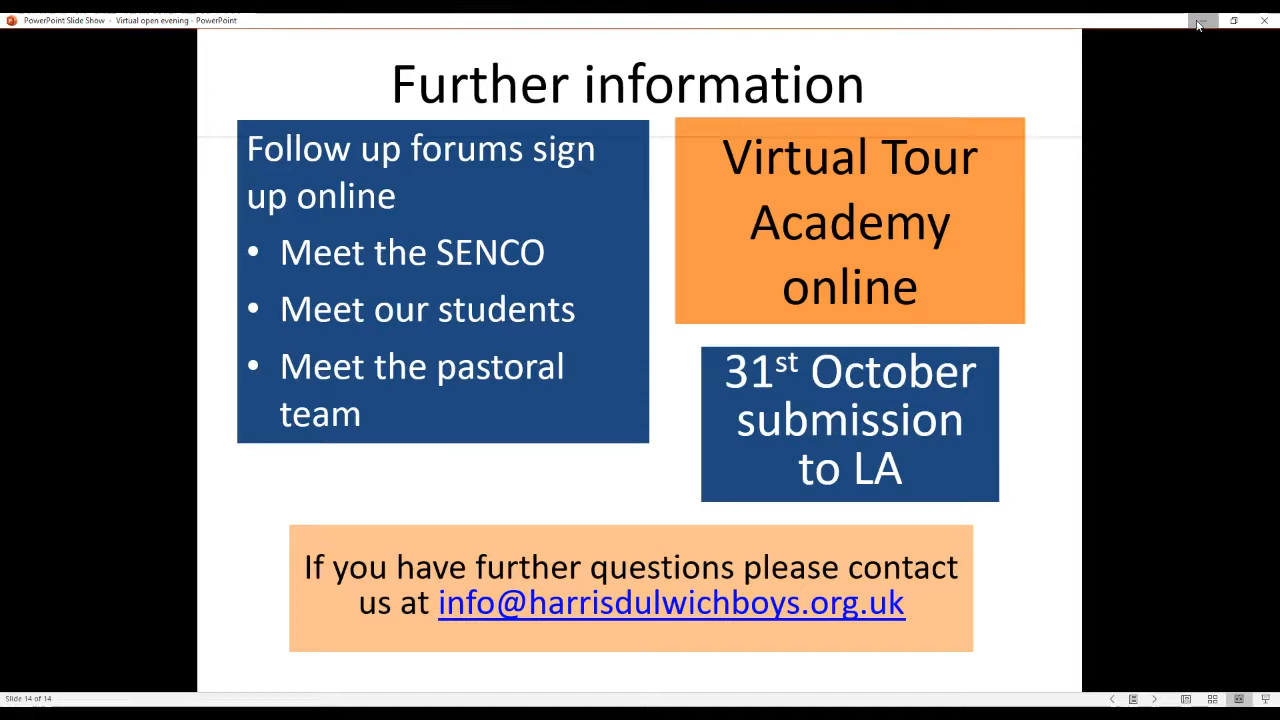 PowerPoint Slide Show - Virtual open evening - PowerPoint
Further information
Follow up forums sign
up online
• Meet the SENCO
• Meet our students
• Meet the pastoral
team
Virtual Tour
Academy
online
31st October
submission
to LA
If you have further questions please contact
us at info@harrisdulwichboys.org.uk
Slide 14 of 14